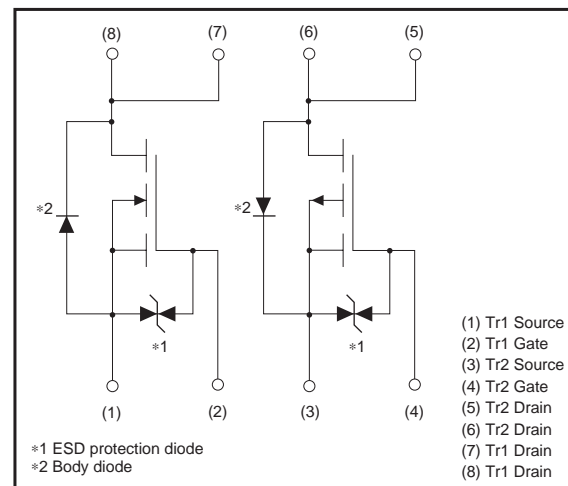 (8) (7) (6) (5)
∗2 ∗2
∗1 ∗1
(1) (2) (3) (4)
(1) Tr1 Source
(2) Tr1 Gate
(3) Tr2 Source
(4) Tr2 Gate
(5) Tr2 Drain
(6) Tr2 Drain
(7) Tr1 Drain
(8) Tr1 Drain
∗1 ESD protection diode
∗2 Body diode